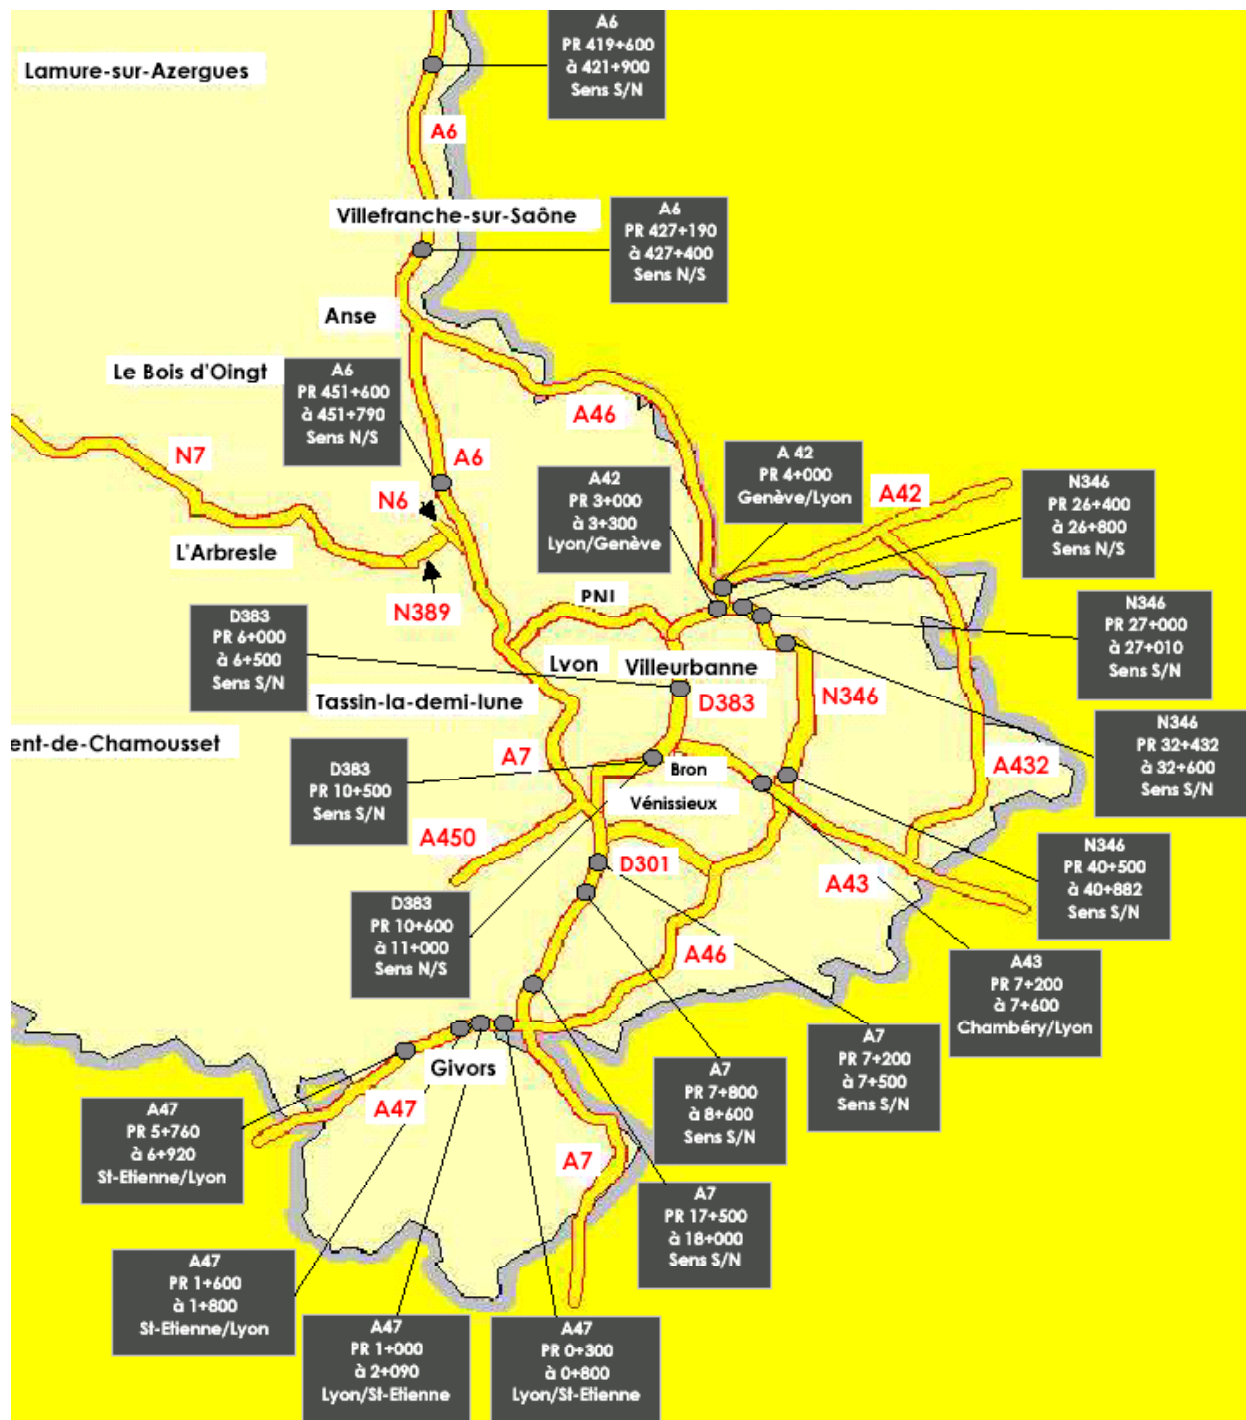 A6
PR 419+600
à 421+900
Sens S/N
Lamure-sur-Azergues
A6
Villefranche-sur-Saône
A6
PR 427+190
à 427+400
Sens N/S
Anse
Le Bois d'Oingt
A6
PR 451+600
à 451+790
Sens N/S
A46
N7
A6
A 42
PR 4+000
Genève/Lyon
A42
PR 3+000
à 3+300
Lyon/Genève
A42
N346
PR 26+400
à 26+800
Sens N/S
N6
L'Arbresle
N389
PNI
N346
PR 27+000
à 27+010
Sens S/N
D383
PR 6+000
à 6+500
Sens S/N
Lvon
Villeurbanne
Tassin-la-demi-lune
D383
N346
N346
PR 32+432
à 32+600
Sens S/N
ent-de-Chamousset
A7
D383
PR 10+500
Sens S/N
Bron
A432
Vénissieux
A450
D301
A43
N346
PR 40+500
à 40+882
Sens S/N
D383
PR 10+600
à 11+000
Sens N/S
A46
A43
PR 7+200
à 7+600
Chambéry/Lyon
A7
PR 7+200
à 7+500
Sens S/N
Givors
A7
PR 7+800
à 8+600
Sens S/N
A47
A47
PR 5+760
à 6+920
St-Etienne/Lyon
A7
A7
PR 17+500
à 18+000
Sens S/N
A47
PR 1+600
à 1+800
St-Etienne/Lyon
A47
PR 1+000
à 2+090
Lyon/St-Etienne
A47
PR 0+300
à 0+800
Lyon/St-Etienne